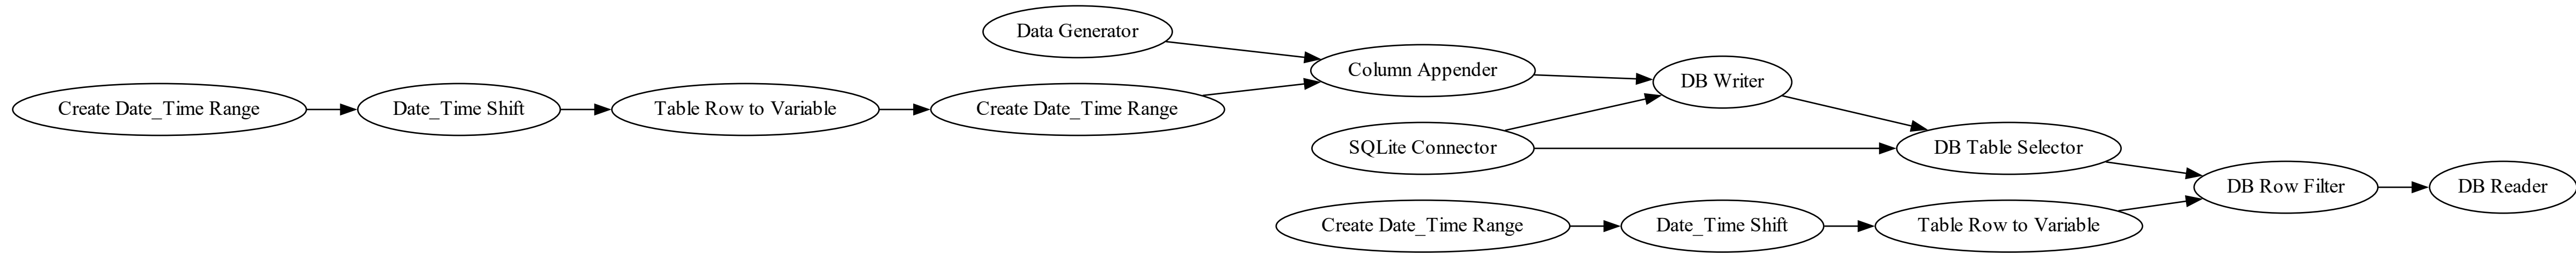 Data Generator
Create Date_Time Range
Date_Time Shift
Table Row to Variable
Create Date_Time Range
Column Appender
DB Writer
SQLite Connector
DB Table Selector
Create Date_Time Range
Date_Time Shift
Table Row to Variable
DB Row Filter
DB Reader